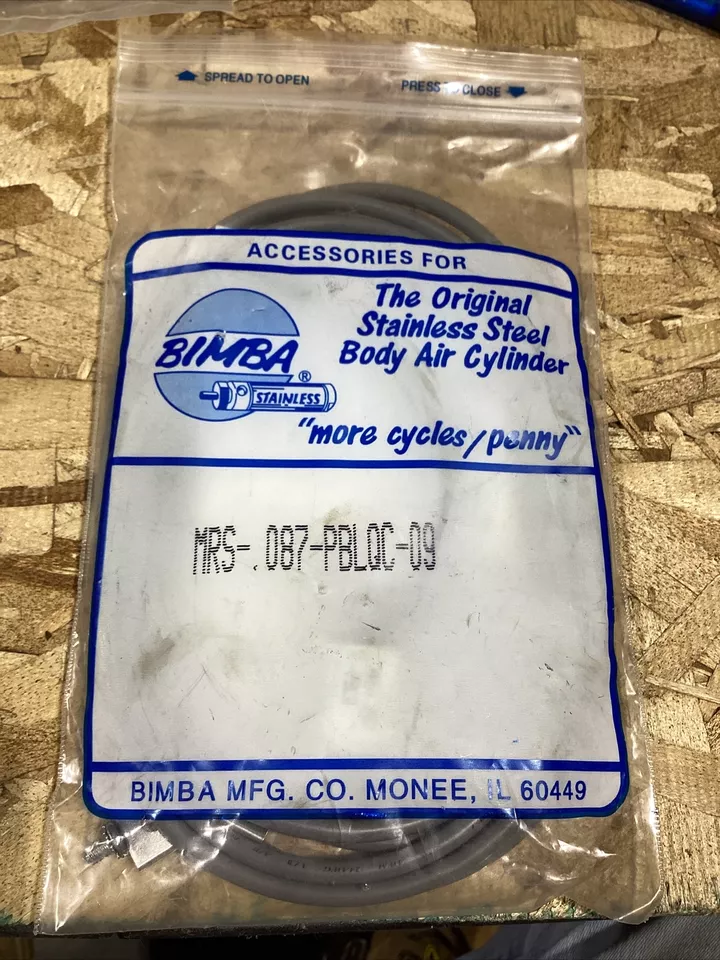 SPREAD TO OPEN
PRESS TO CLOSE
ACCESSORIES FOR
The Original
Stainless Steel
Body Air Cylinder
BIMBA®
STAINLESS
"more cycles/penny"
MRS-.087-PBLQC-09
BIMBA MFG. CO. MONEE, IL 60449